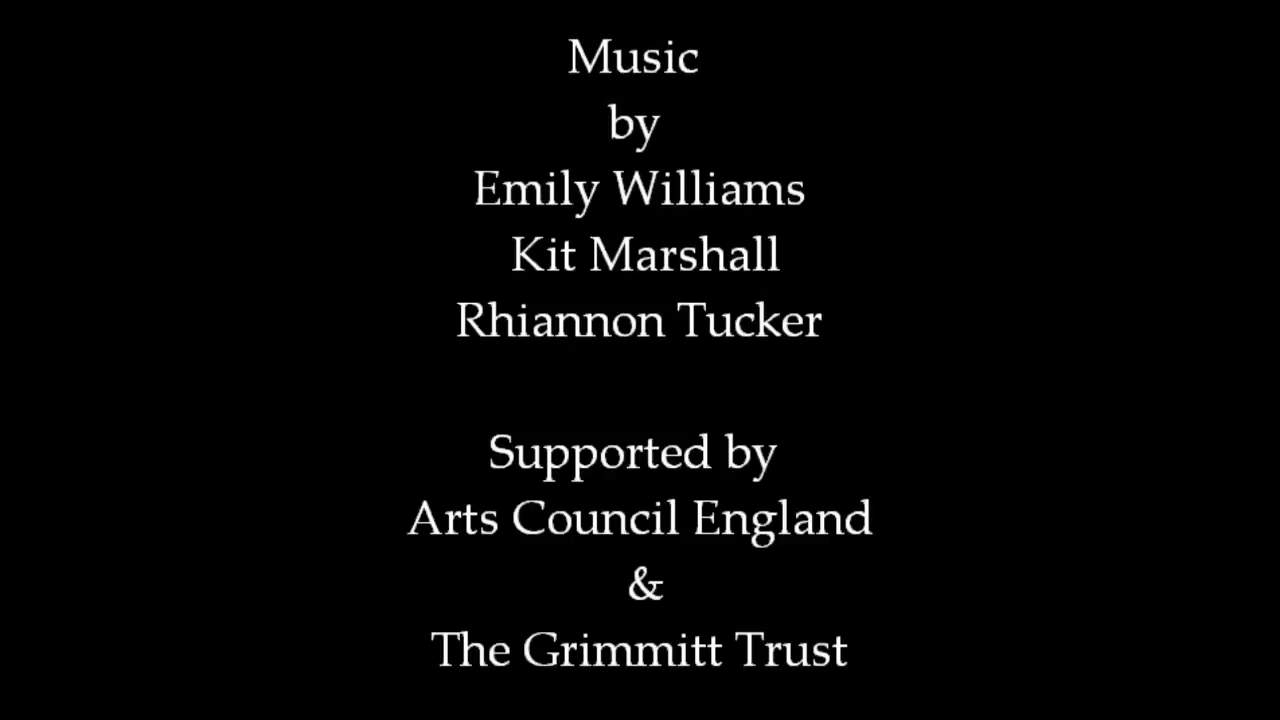 Music
by
Emily Williams
Kit Marshall
Rhiannon Tucker
Supported by
Arts Council England
&
The Grimmitt Trust